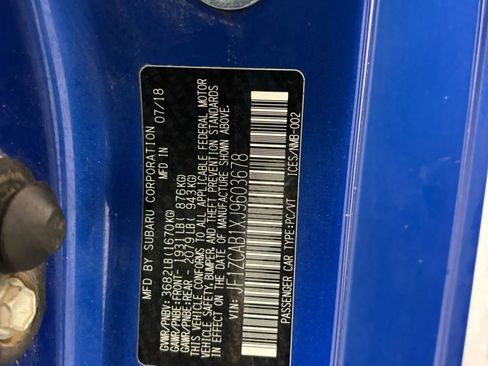 MFD BY SUBARU CORPORATION 07/18
MFD IN
GVWR/PNBV: 3682LB(1670KG)
GAWR/PNBE:FRONT- 1931LB( 876KG)
GAWR/PNBE:REAR - 2079LB( 943KG)
THIS VEHICLE CONFORMS TO ALL APPLICABLE FEDERAL MOTOR
VEHICLE SAFETY, BUMPER, AND THEFT PREVENTION STANDARDS
IN EFFECT ON THE DATE OF MANUFACTURE SHOWN ABOVE.
VIN: JF1ZCAB1XJ9603678
PASSENGER CAR TYPE:PC/VT ICES/NMB-002